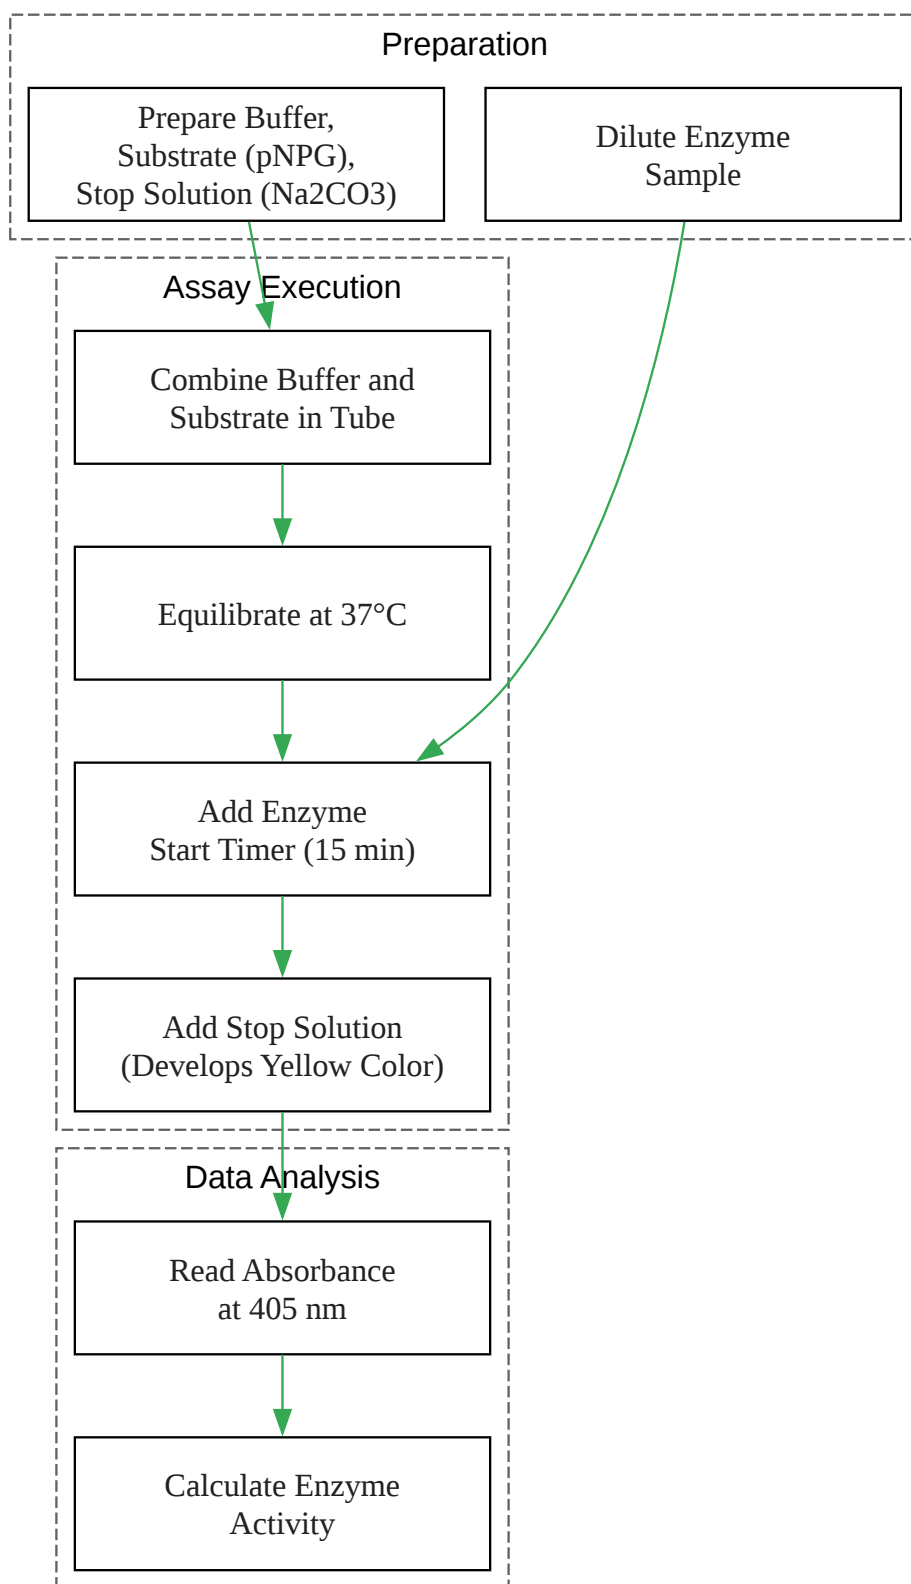 Preparation
Prepare Buffer,
Substrate (pNPG),
Stop Solution (Na2CO3)
Dilute Enzyme
Sample
Assay Execution
Combine Buffer and
Substrate in Tube
Equilibrate at 37°C
Add Enzyme
Start Timer (15 min)
Add Stop Solution
(Develops Yellow Color)
Data Analysis
Read Absorbance
at 405 nm
Calculate Enzyme
Activity